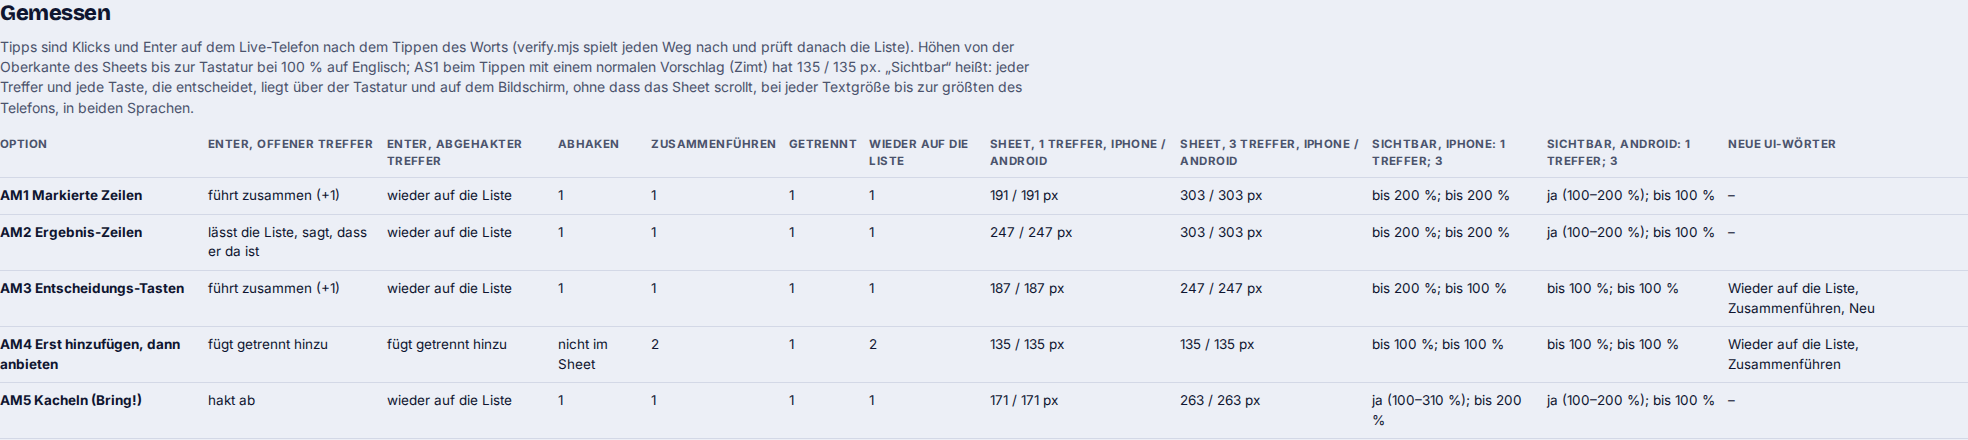 Gemessen
Tipps sind Klicks und Enter auf dem Live-Telefon nach dem Tippen des Worts (verify.mjs spielt jeden Weg nach und prüft danach die Liste). Höhen von der
Oberkante des Sheets bis zur Tastatur bei 100 % auf Englisch; AS1 beim Tippen mit einem normalen Vorschlag (Zimt) hat 135 / 135 px. „Sichtbar“ heißt: jeder
Treffer und jede Taste, die entscheidet, liegt über der Tastatur und auf dem Bildschirm, ohne dass das Sheet scrollt, bei jeder Textgröße bis zur größten des
Telefons, in beiden Sprachen.
OPTION ENTER, OFFENER TREFFER ENTER, ABGEHAKTER ABHAKEN ZUSAMMENFÜHREN GETRENNT WIEDER AUF DIE SHEET, 1 TREFFER, IPHONE / SHEET, 3 TREFFER, IPHONE / SICHTBAR, IPHONE: 1 SICHTBAR, ANDROID: 1 NEUE UI-WÖRTER
TREFFER LISTE ANDROID ANDROID TREFFER; 3 TREFFER; 3
AM1 Markierte Zeilen führt zusammen (+1) wieder auf die Liste 1 1 1 1 191 / 191 px 303 / 303 px bis 200 %; bis 200 % ja (100–200 %); bis 100 % –
AM2 Ergebnis-Zeilen lässt die Liste, sagt, dass wieder auf die Liste 1 1 1 1 247 / 247 px 303 / 303 px bis 200 %; bis 200 % ja (100–200 %); bis 100 % –
er da ist
AM3 Entscheidungs-Tasten führt zusammen (+1) wieder auf die Liste 1 1 1 1 187 / 187 px 247 / 247 px bis 200 %; bis 100 % bis 100 %; bis 100 % Wieder auf die Liste,
Zusammenführen, Neu
AM4 Erst hinzufügen, dann fügt getrennt hinzu fügt getrennt hinzu nicht im 2 1 2 135 / 135 px 135 / 135 px bis 100 %; bis 100 % bis 100 %; bis 100 % Wieder auf die Liste,
anbieten Sheet Zusammenführen
AM5 Kacheln (Bring!) hakt ab wieder auf die Liste 1 1 1 1 171 / 171 px 263 / 263 px ja (100–310 %); bis 200 ja (100–200 %); bis 100 % –
%